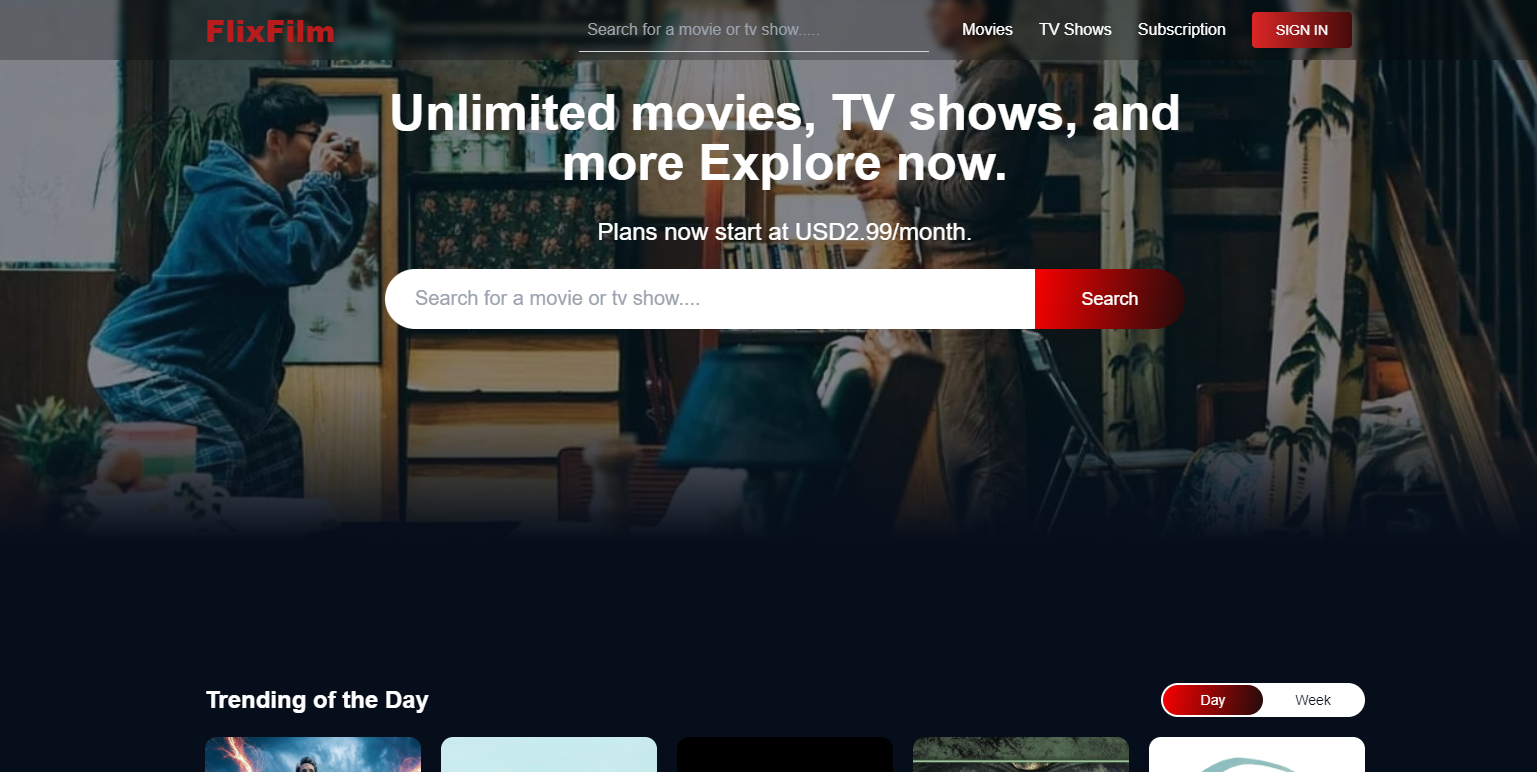 FlixFilm
Search for a movie or tv show.....
Movies
TV Shows
Subscription
SIGN IN
Unlimited movies, TV shows, and
more Explore now.
Plans now start at USD2.99/month.
Search for a movie or tv show....
Search
Trending of the Day
Day
Week